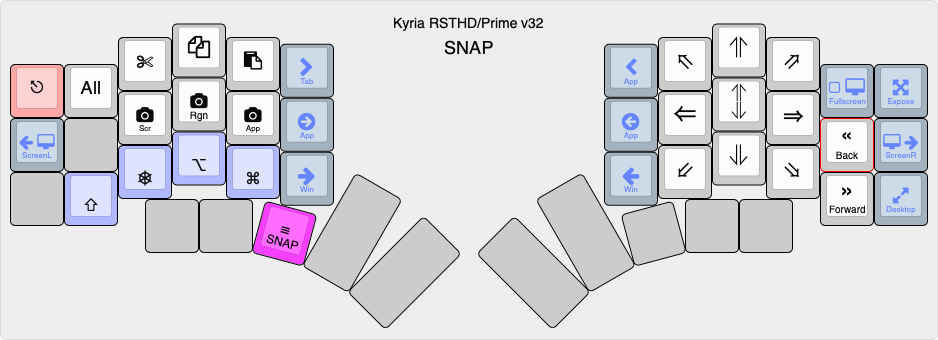 Kyria RSTHD/Prime v32
SNAP
All
Tab
App
Fullscreen
Expose
Scr
Rgn
App
App
App
ScreenL
« Back
ScreenR
Win
Win
» Forward
Desktop
SNAP